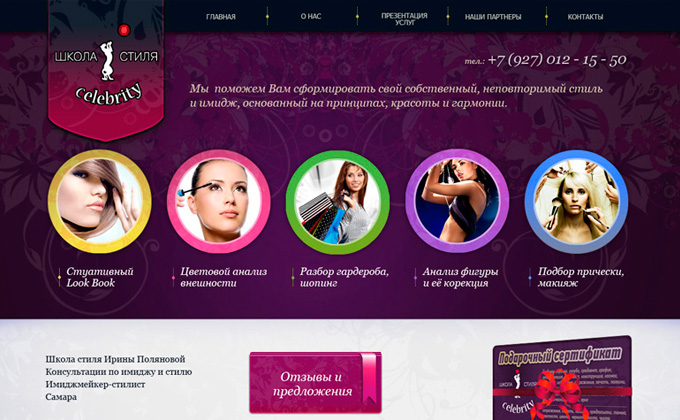 ГЛАВНАЯ
О НАС
ПРЕЗЕНТАЦИЯ
УСЛУГ
НАШИ ПАРТНЕРЫ
КОНТАКТЫ
ШКОЛА СТИЛЯ
celebrity
тел.: +7 (927) 012 - 15 - 50
Мы поможем Вам сформировать свой собственный, неповторимый стиль
и имидж, основанный на принципах, красоты и гармонии.
Стуативный
Look Book
Цветовой анализ
внешности
Разбор гардероба,
шопинг
Анализ фигуры
и её корекция
Подбор прически,
макияж
Школа стиля Ирины Поляновой
Консультации по имиджу и стилю
Имиджмейкер-стилист
Самара
Отзывы и
предложения
Подарочный сертификат
ШКОЛА СТИЛЯ
celebrity